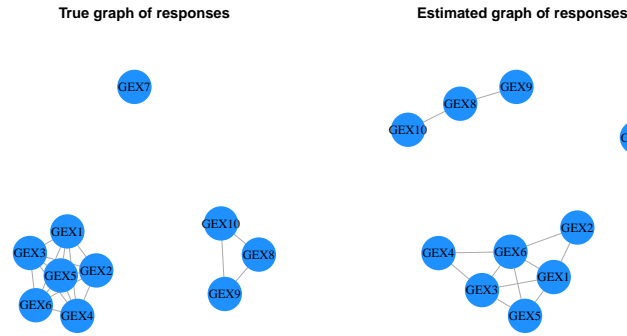 True graph of responses
Estimated graph of responses
GEX7
GEX9
GEX8
GEX10
GEX1
GEX3
GEX5
GEX2
GEX6
GEX4
GEX10
GEX8
GEX9
GEX2
GEX4
GEX6
GEX1
GEX3
GEX5